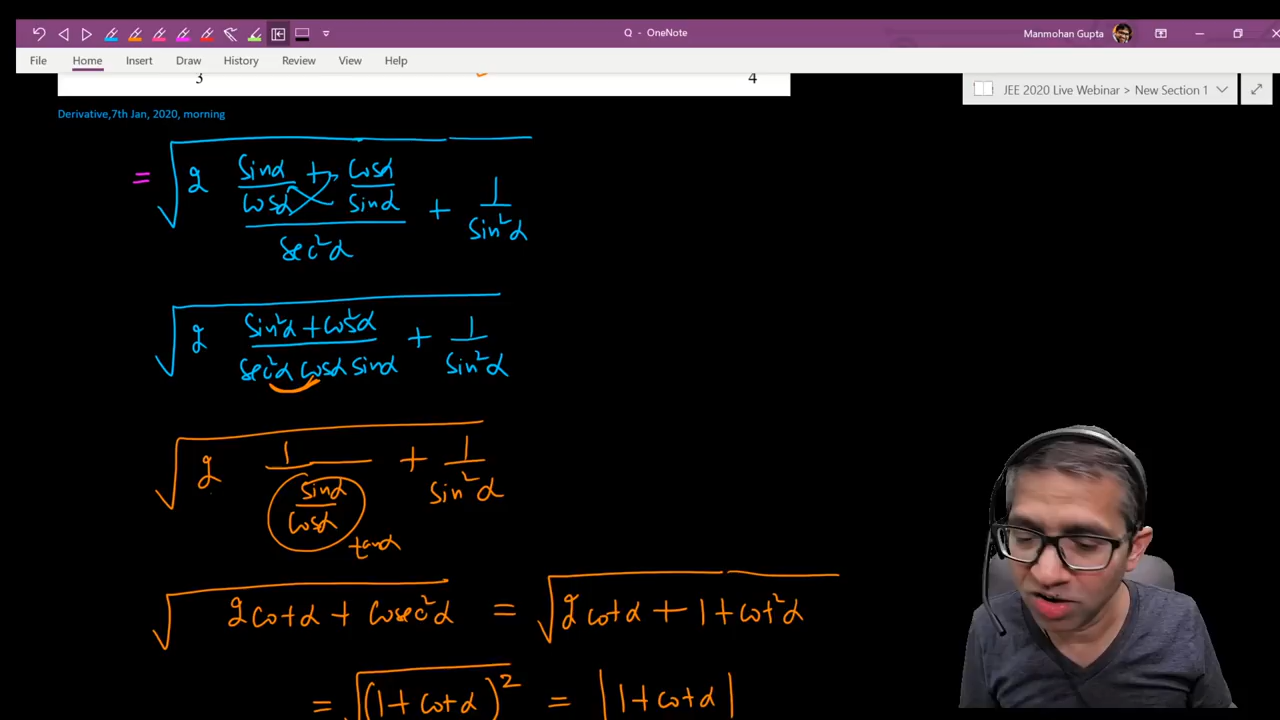 Q - OneNote
Manmohan Gupta
File Home Insert Draw History Review View Help
3 4
JEE 2020 Live Webinar > New Section 1
Derivative,7th Jan, 2020, morning
= √(2 (sinα/cosα + cosα/sinα)/sec²α + 1/sin²α)
√(2 (sin²α + cos²α)/(sec²α cosα sinα) + 1/sin²α)
√(2 1/(sinα/cosα) + 1/sin²α)
tanα
√(2cotα + cosec²α) = √(2cotα + 1 + cot²α)
= √(1 + cotα)² = |1 + cotα|